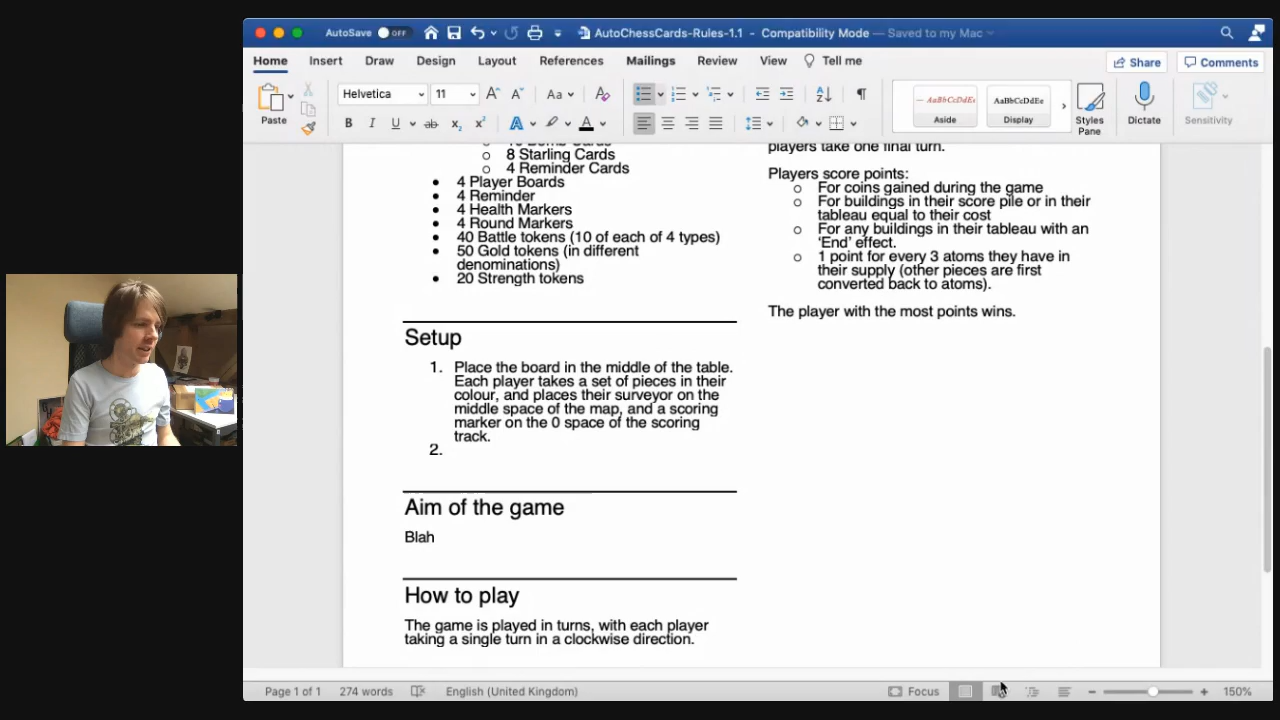 AutoSave OFF
AutoChessCards-Rules-1.1 - Compatibility Mode — Saved to my Mac
Home Insert Draw Design Layout References Mailings Review View Tell me Share Comments
Helvetica 11
Paste
AaBbCcDdEe
Aside
AaBbCcDdEe
Display
Styles Pane
Dictate
Sensitivity
8 Starling Cards
4 Reminder Cards
4 Player Boards
4 Reminder
4 Health Markers
4 Round Markers
40 Battle tokens (10 of each of 4 types)
50 Gold tokens (in different
denominations)
20 Strength tokens
Setup
1. Place the board in the middle of the table.
Each player takes a set of pieces in their
colour, and places their surveyor on the
middle space of the map, and a scoring
marker on the 0 space of the scoring
track.
2.
Aim of the game
Blah
How to play
The game is played in turns, with each player
taking a single turn in a clockwise direction.
players take one final turn.
Players score points:
For coins gained during the game
For buildings in their score pile or in their
tableau equal to their cost
For any buildings in their tableau with an
‘End’ effect.
1 point for every 3 atoms they have in
their supply (other pieces are first
converted back to atoms).
The player with the most points wins.
Page 1 of 1 274 words English (United Kingdom) Focus 150%